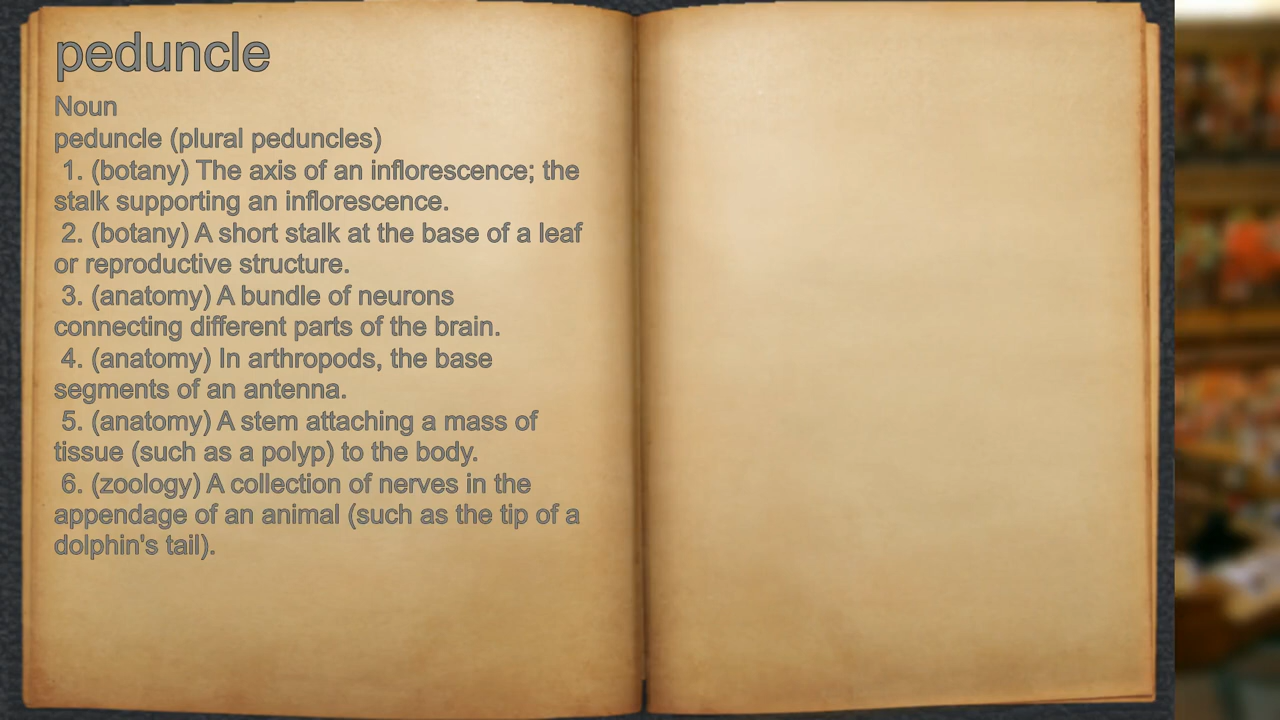 peduncle
Noun
peduncle (plural peduncles)
1. (botany) The axis of an inflorescence; the
stalk supporting an inflorescence.
2. (botany) A short stalk at the base of a leaf
or reproductive structure.
3. (anatomy) A bundle of neurons
connecting different parts of the brain.
4. (anatomy) In arthropods, the base
segments of an antenna.
5. (anatomy) A stem attaching a mass of
tissue (such as a polyp) to the body.
6. (zoology) A collection of nerves in the
appendage of an animal (such as the tip of a
dolphin's tail).